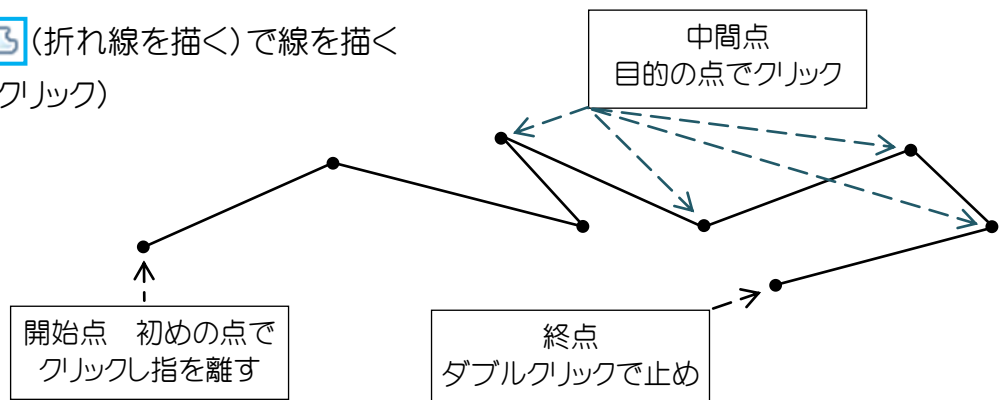 (折れ線を描く)で線を描く
クリック)
中間点
目的の点でクリック
開始点　初めの点で
クリックし指を離す
終点
ダブルクリックで止め